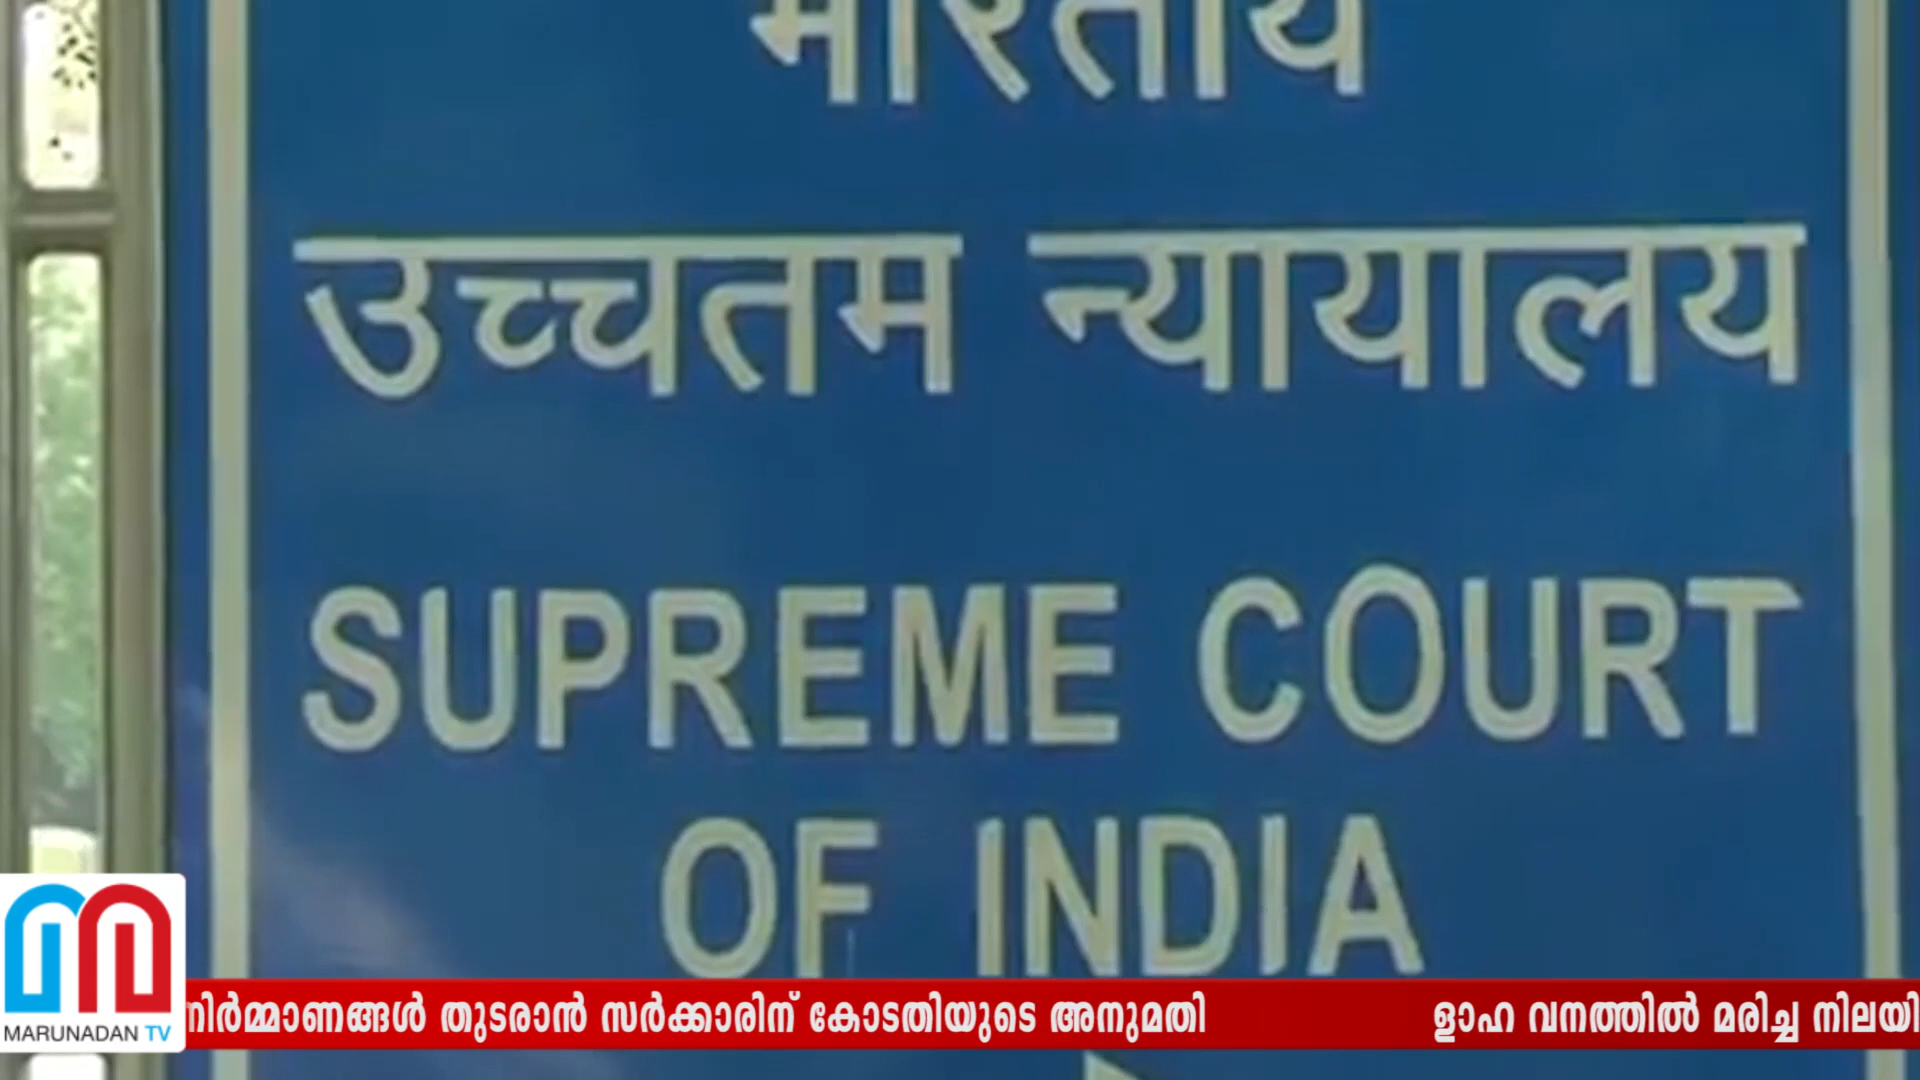 भारतीय
उच्चतम न्यायालय
SUPREME COURT
OF INDIA
MARUNADAN TV
നിർമ്മാണങ്ങൾ തുടരാൻ സർക്കാരിന് കോടതിയുടെ അനുമതി
ളാഹ വനത്തിൽ മരിച്ച നിലയി